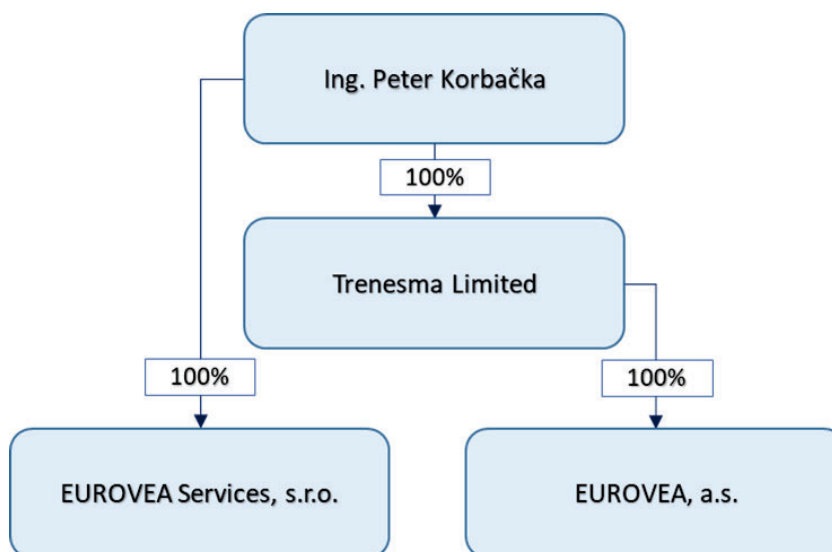 Ing. Peter Korbačka
100%
Trenesma Limited
100%
100%
EUROVEA Services, s.r.o.
EUROVEA, a.s.